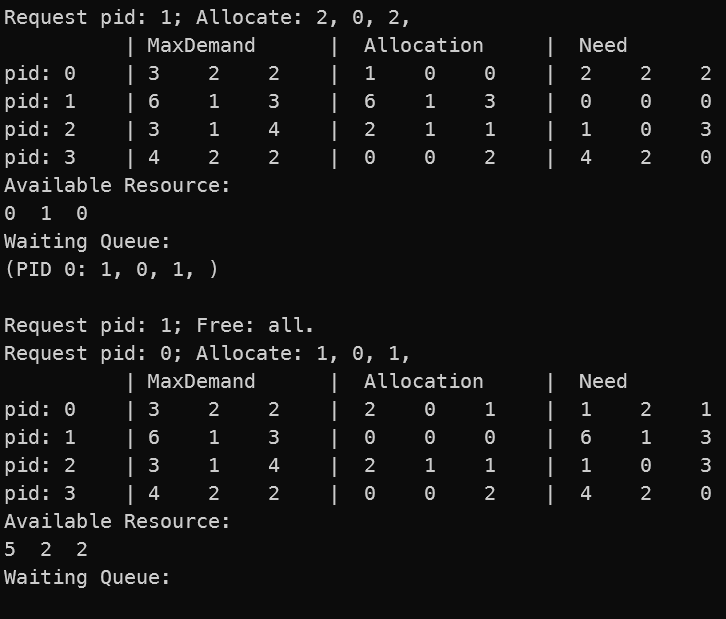 Request pid: 1; Allocate: 2, 0, 2,
          | MaxDemand      |  Allocation     |  Need
pid: 0    | 3    2    2    |  1    0    0    |  2    2    2
pid: 1    | 6    1    3    |  6    1    3    |  0    0    0
pid: 2    | 3    1    4    |  2    1    1    |  1    0    3
pid: 3    | 4    2    2    |  0    0    2    |  4    2    0
Available Resource:
0  1  0
Waiting Queue:
(PID 0: 1, 0, 1, )

Request pid: 1; Free: all.
Request pid: 0; Allocate: 1, 0, 1,
          | MaxDemand      |  Allocation     |  Need
pid: 0    | 3    2    2    |  2    0    1    |  1    2    1
pid: 1    | 6    1    3    |  0    0    0    |  6    1    3
pid: 2    | 3    1    4    |  2    1    1    |  1    0    3
pid: 3    | 4    2    2    |  0    0    2    |  4    2    0
Available Resource:
5  2  2
Waiting Queue: